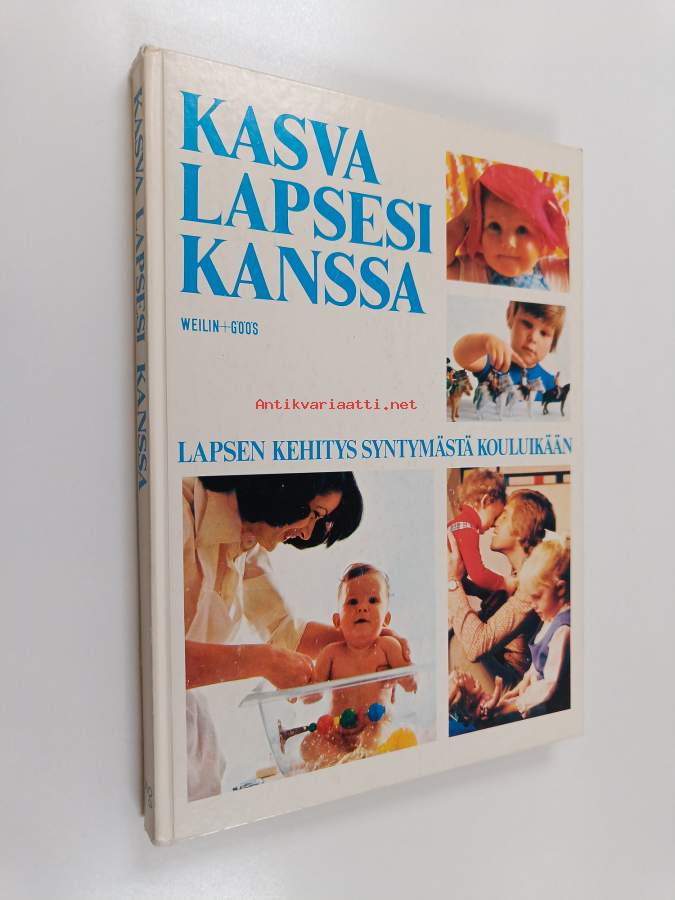 KASVA
LAPSESI
KANSSA
WEILIN+GÖÖS
Antikvariaatti.net
LAPSEN KEHITYS SYNTYMÄSTÄ KOULUIKÄÄN
KASVA LAPSESI KANSSA